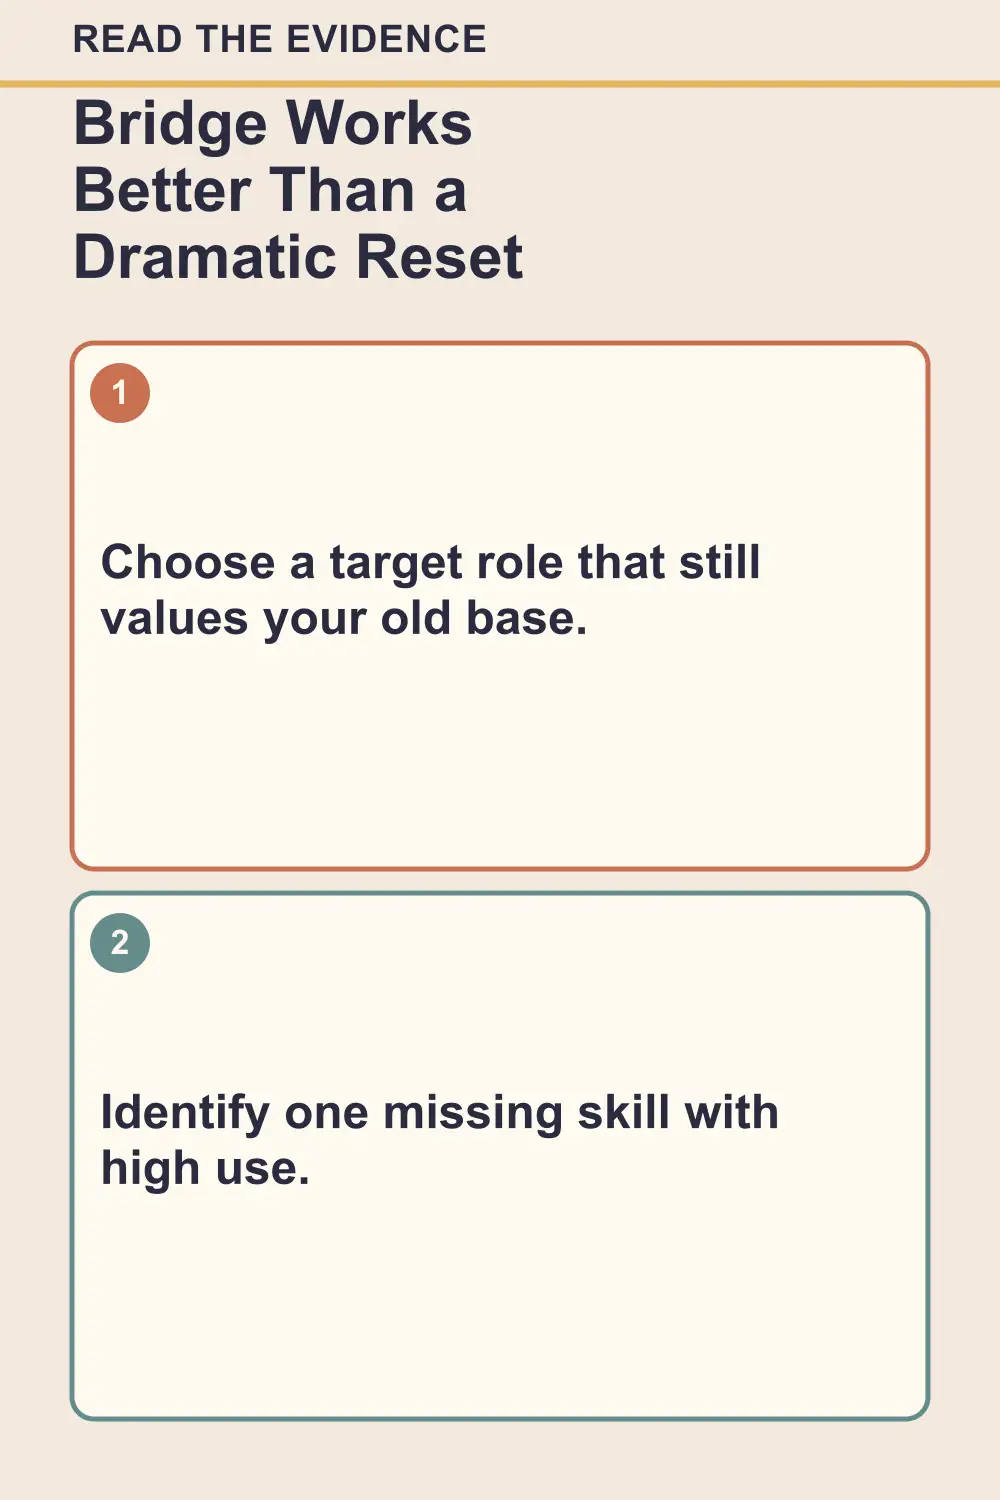 READ THE EVIDENCE
Bridge Works
Better Than a
Dramatic Reset
1
Choose a target role that still
values your old base.
2
Identify one missing skill with
high use.